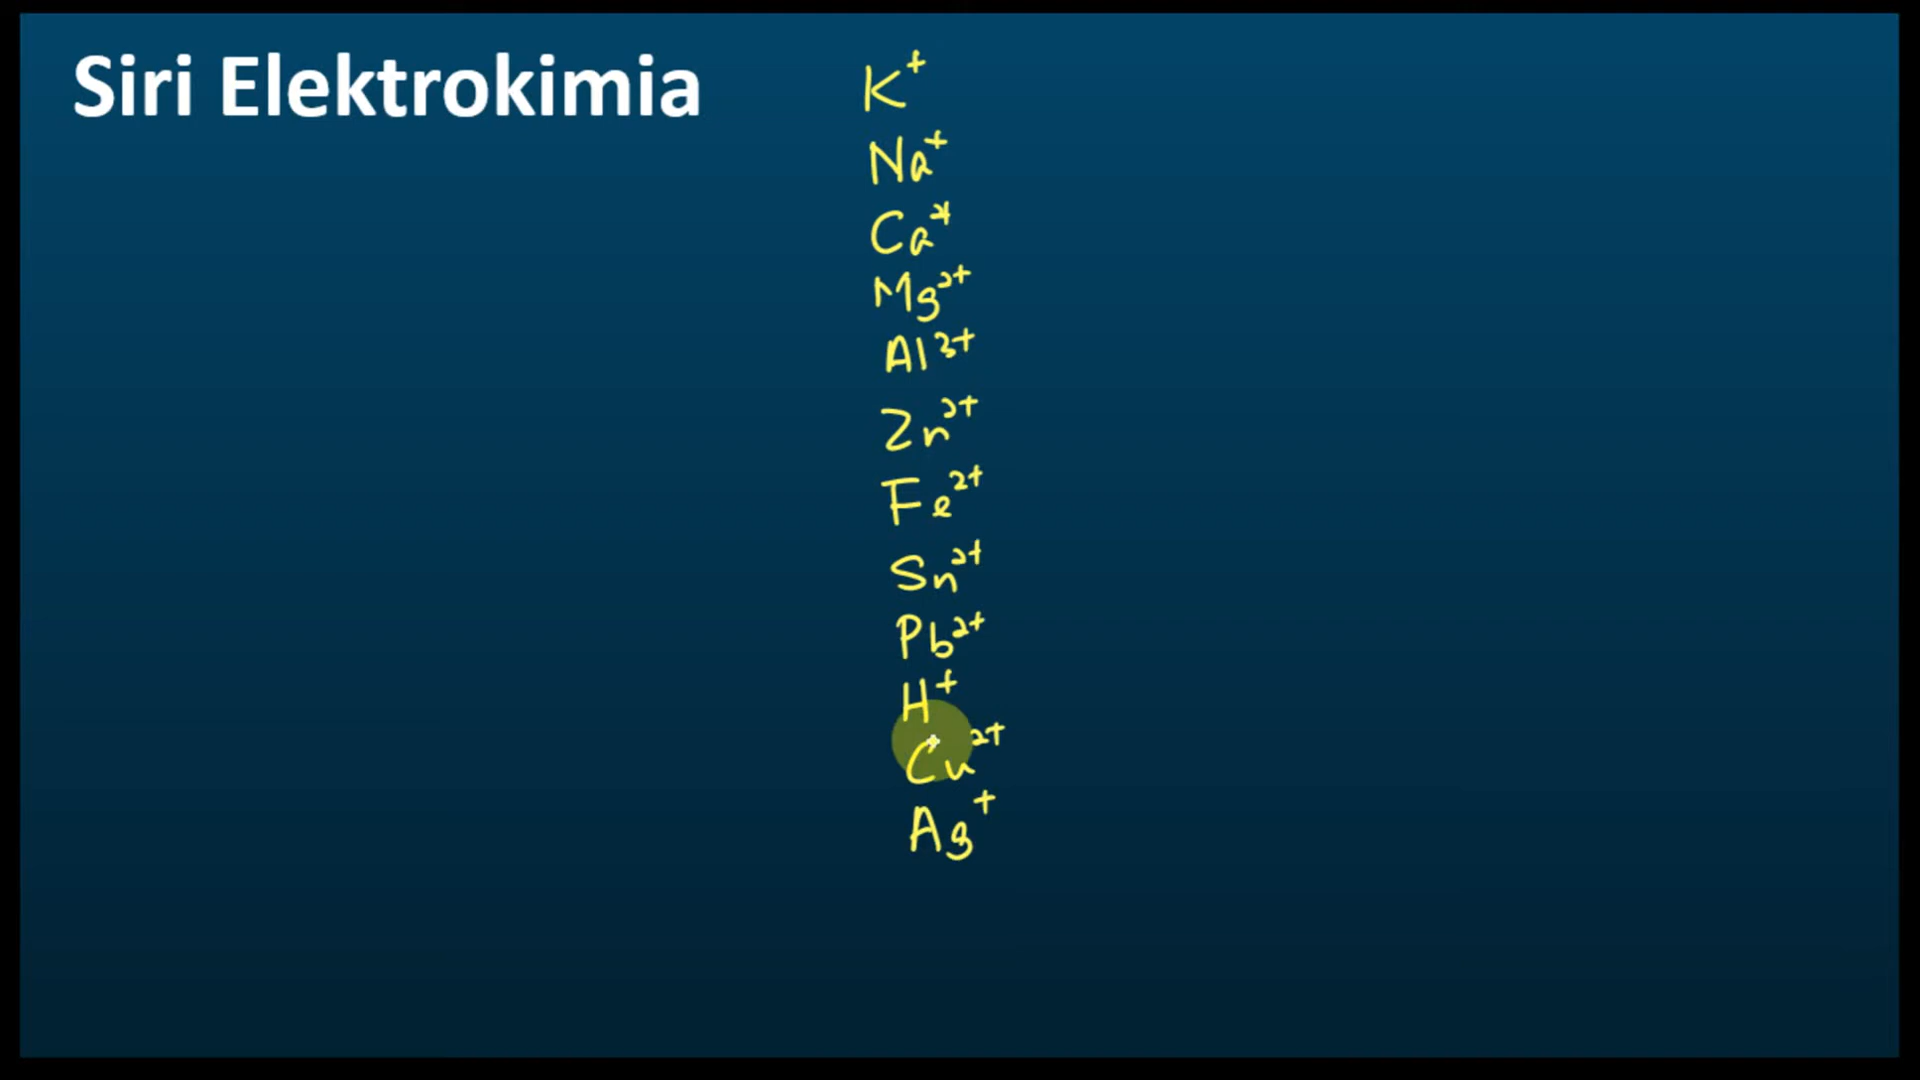 Siri Elektrokimia
K⁺
Na⁺
Ca²⁺
Mg²⁺
Al³⁺
Zn²⁺
Fe²⁺
Sn²⁺
Pb²⁺
H⁺
Cu²⁺
Ag⁺